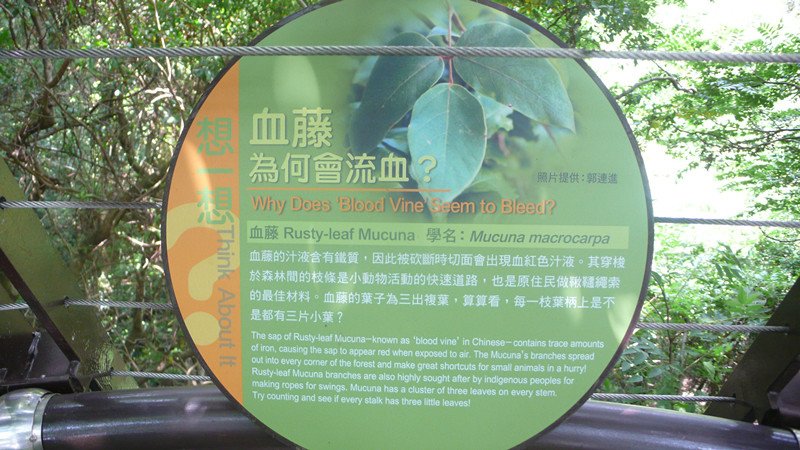 想一想
Think About It
血藤
為何會流血？
照片提供：郭連進
Why Does 'Blood Vine' Seem to Bleed?
血藤 Rusty-leaf Mucuna 學名：Mucuna macrocarpa
血藤的汁液含有鐵質，因此被砍斷時切面會出現血紅色汁液。其穿梭
於森林間的枝條是小動物活動的快速道路，也是原住民做鞦韆繩索
的最佳材料。血藤的葉子為三出複葉，算算看，每一枝葉柄上是不
是都有三片小葉？
The sap of Rusty-leaf Mucuna－known as 'blood vine' in Chinese－contains trace amounts
of iron, causing the sap to appear red when exposed to air. The Mucuna's branches spread
out into every corner of the forest and make great shortcuts for small animals in a hurry!
Rusty-leaf Mucuna branches are also highly sought after by indigenous peoples for
making ropes for swings. Mucuna has a cluster of three leaves on every stem.
Try counting and see if every stalk has three little leaves!